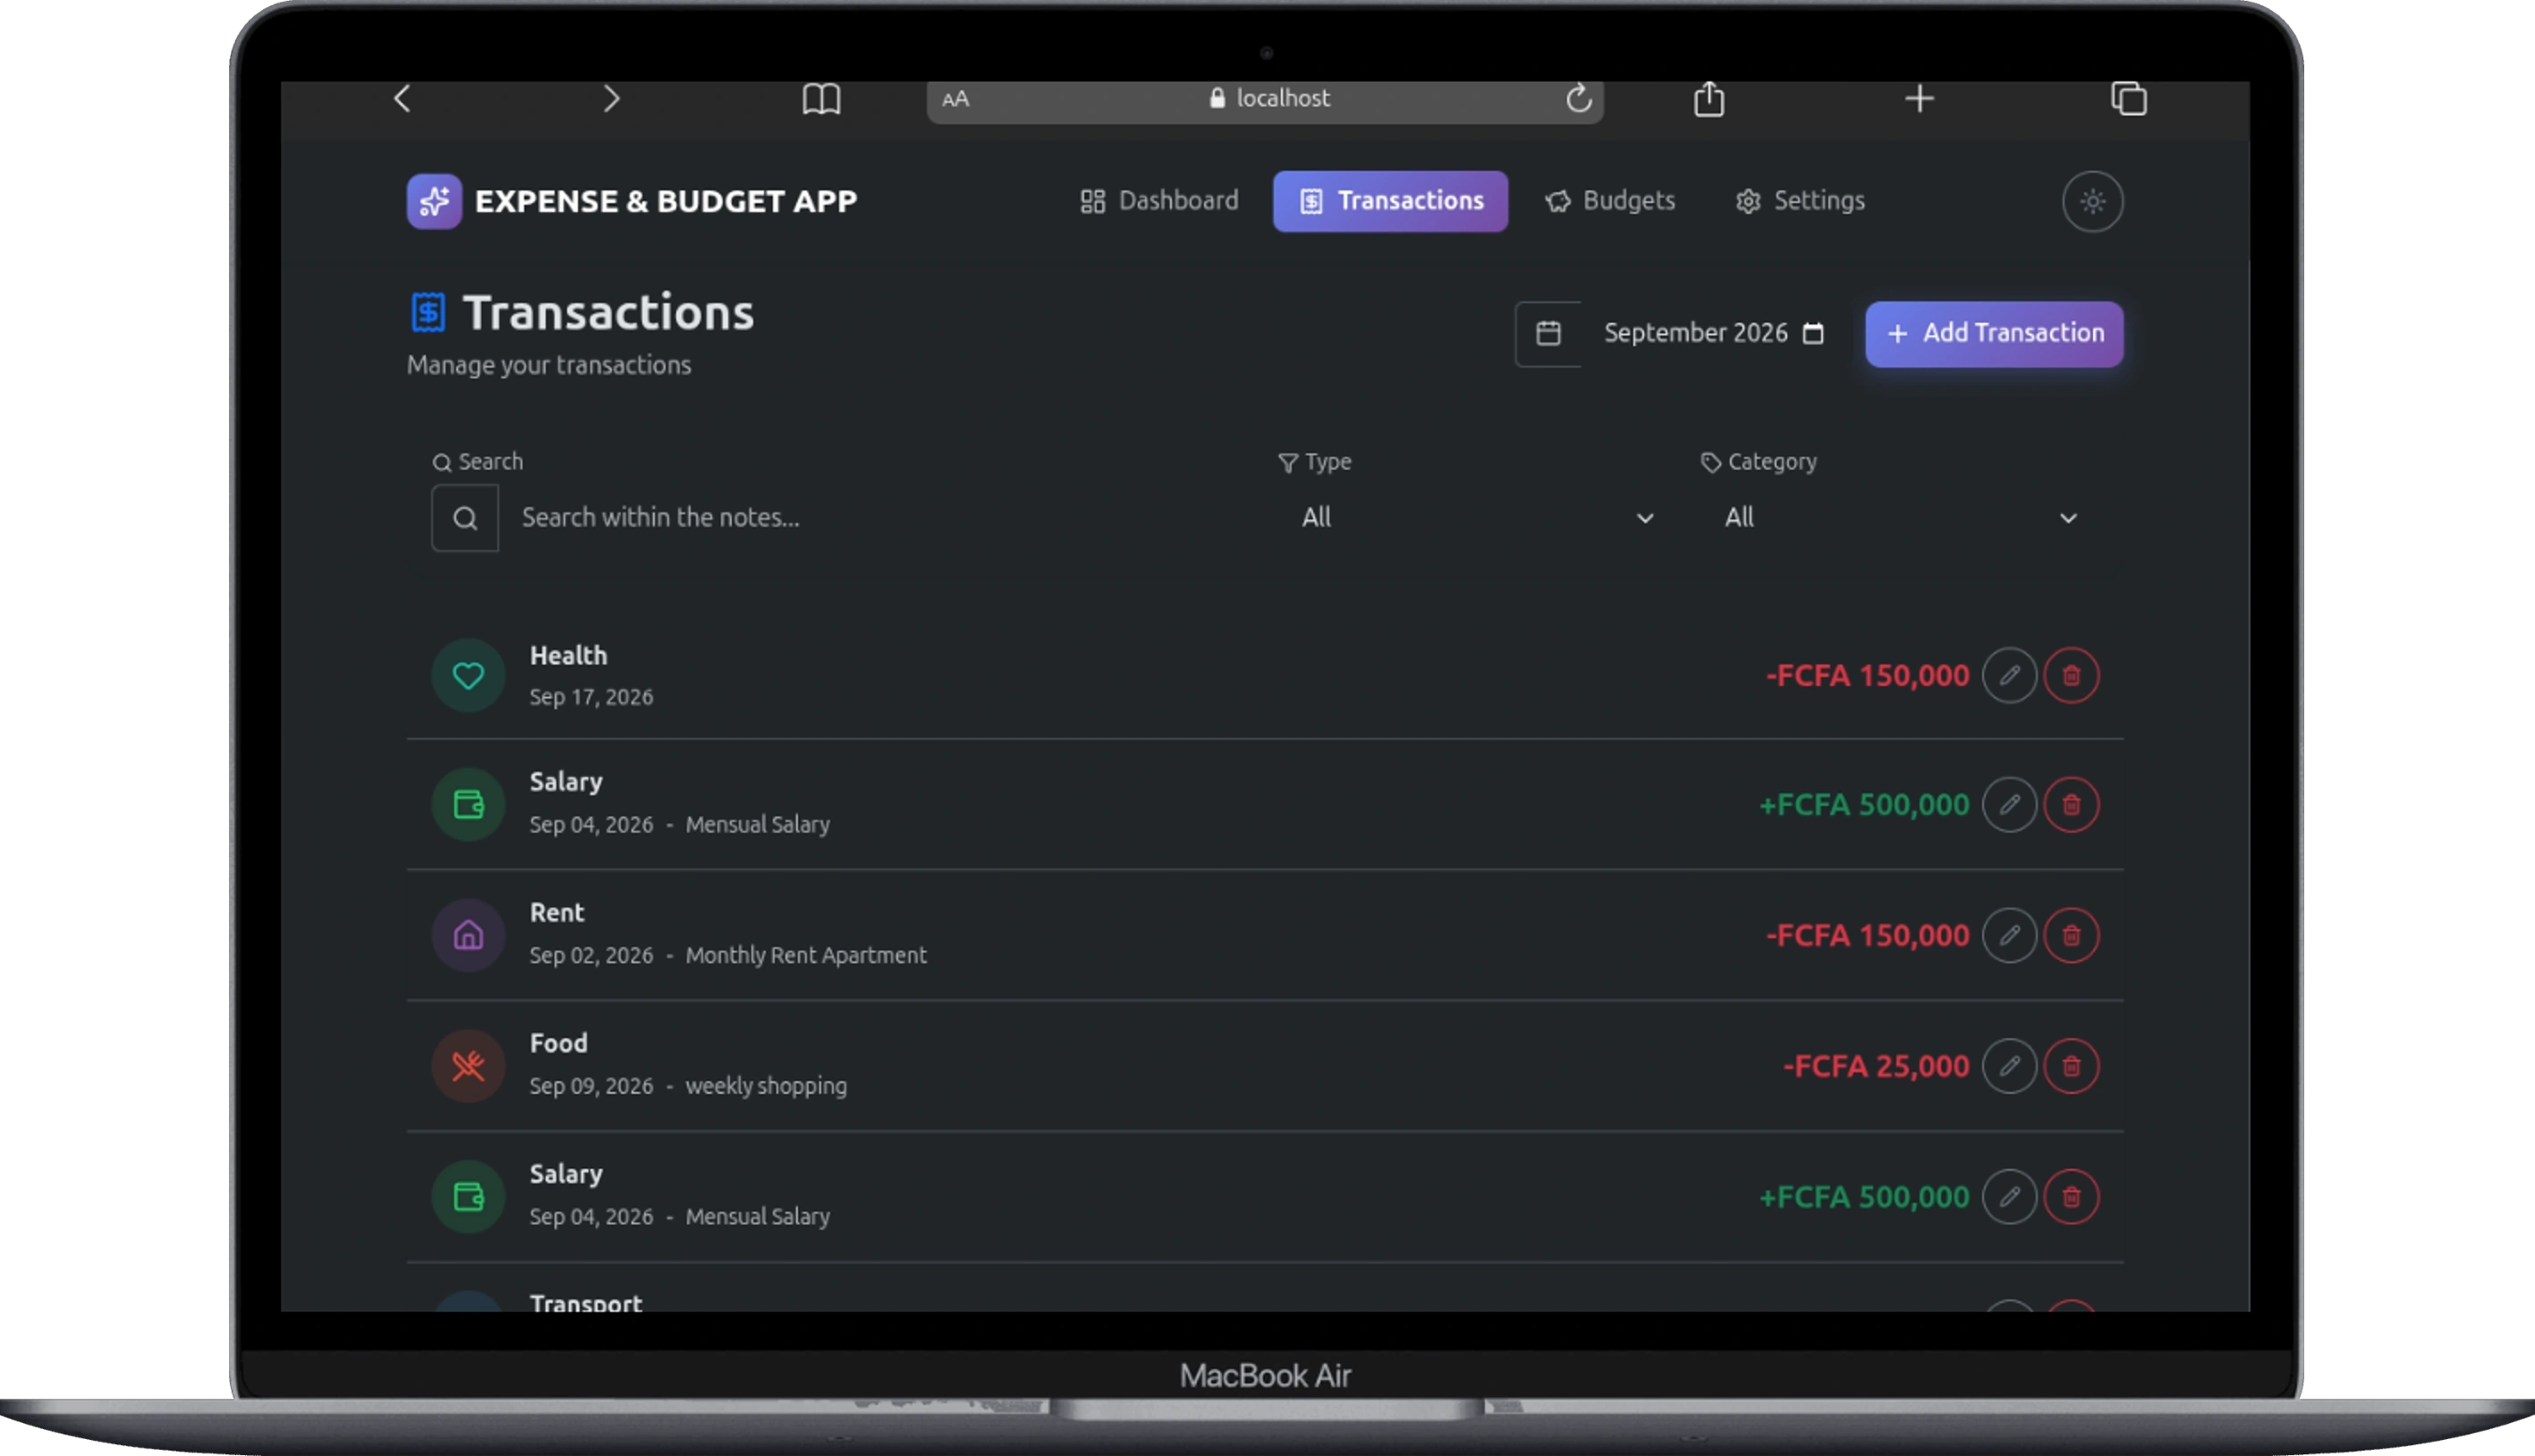 AA localhost
EXPENSE & BUDGET APP Dashboard Transactions Budgets Settings
Transactions
Manage your transactions
September 2026 + Add Transaction
Search Type Category
Search within the notes... All All
Health
Sep 17, 2026
-FCFA 150,000
Salary
Sep 04, 2026 - Mensual Salary
+FCFA 500,000
Rent
Sep 02, 2026 - Monthly Rent Apartment
-FCFA 150,000
Food
Sep 09, 2026 - weekly shopping
-FCFA 25,000
Salary
Sep 04, 2026 - Mensual Salary
+FCFA 500,000
Transport
MacBook Air